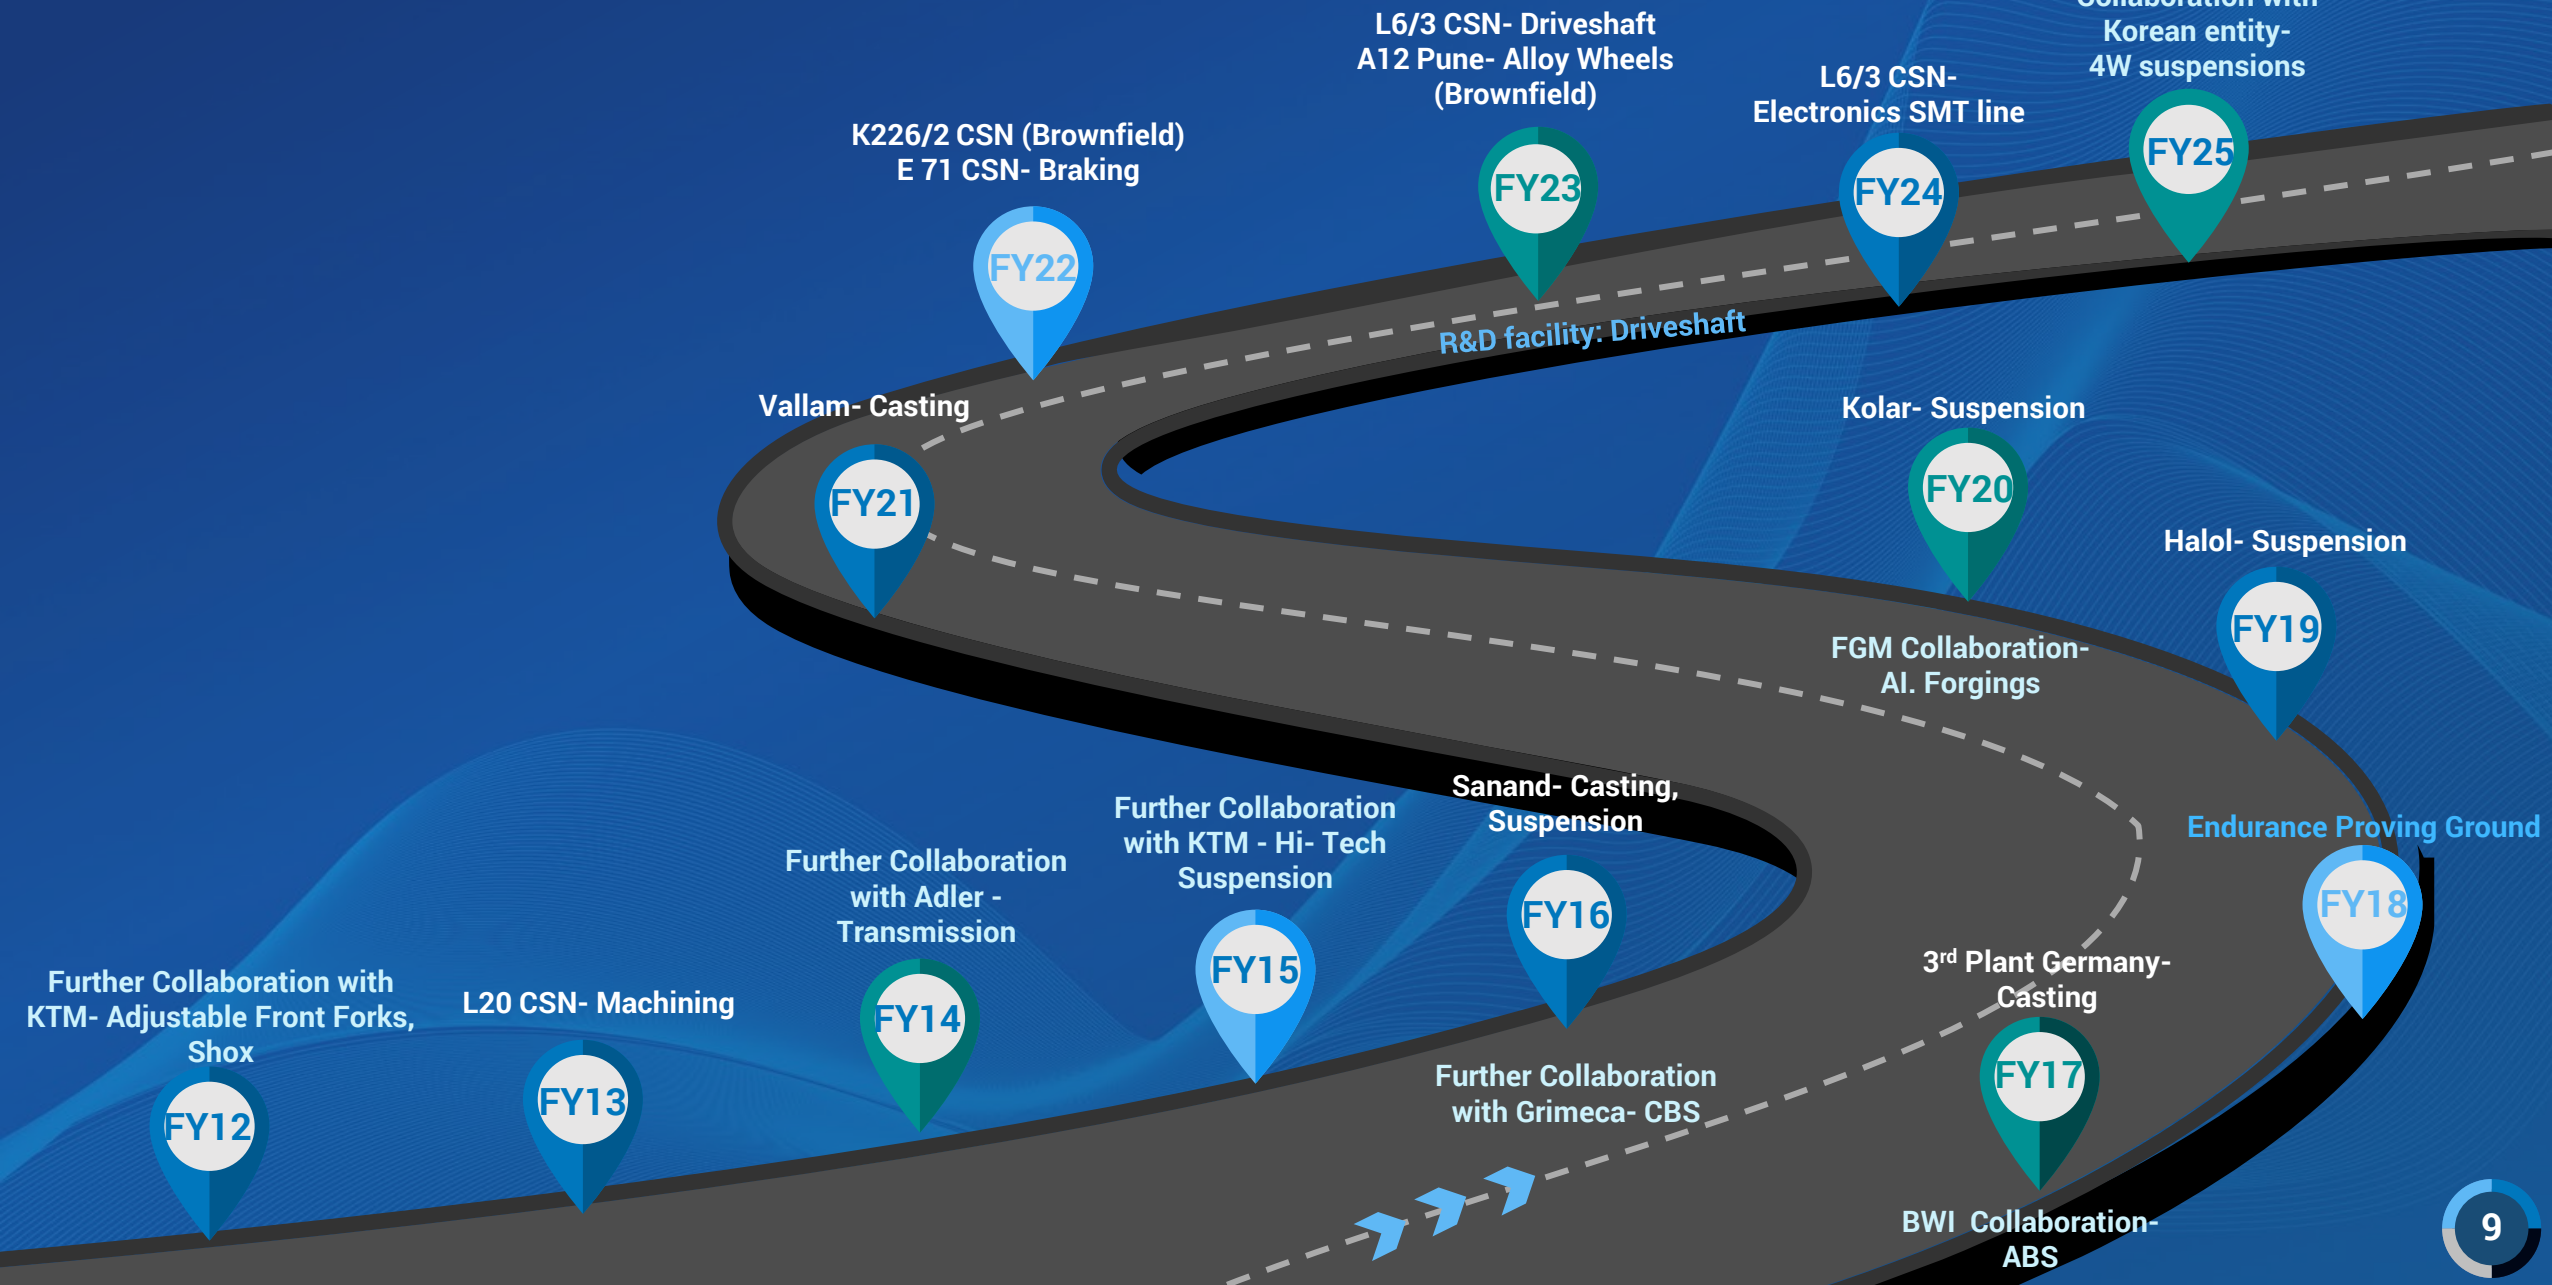 Korean entity-
4W suspensions
FY25
L6/3 CSN-
Electronics SMT line
FY24
L6/3 CSN- Driveshaft
A12 Pune- Alloy Wheels
(Brownfield)
FY23
R&D facility: Driveshaft
K226/2 CSN (Brownfield)
E 71 CSN- Braking
FY22
Vallam- Casting
FY21
Kolar- Suspension
FY20
FGM Collaboration-
AI. Forgings
Halol- Suspension
FY19
Endurance Proving Ground
FY18
3rd Plant Germany-
Casting
FY17
BWI Collaboration-
ABS
Sanand- Casting,
Suspension
FY16
Further Collaboration
with Grimeca- CBS
Further Collaboration
with KTM - Hi- Tech
Suspension
FY15
Further Collaboration
with Adler -
Transmission
FY14
L20 CSN- Machining
FY13
Further Collaboration with
KTM- Adjustable Front Forks,
Shox
FY12
9